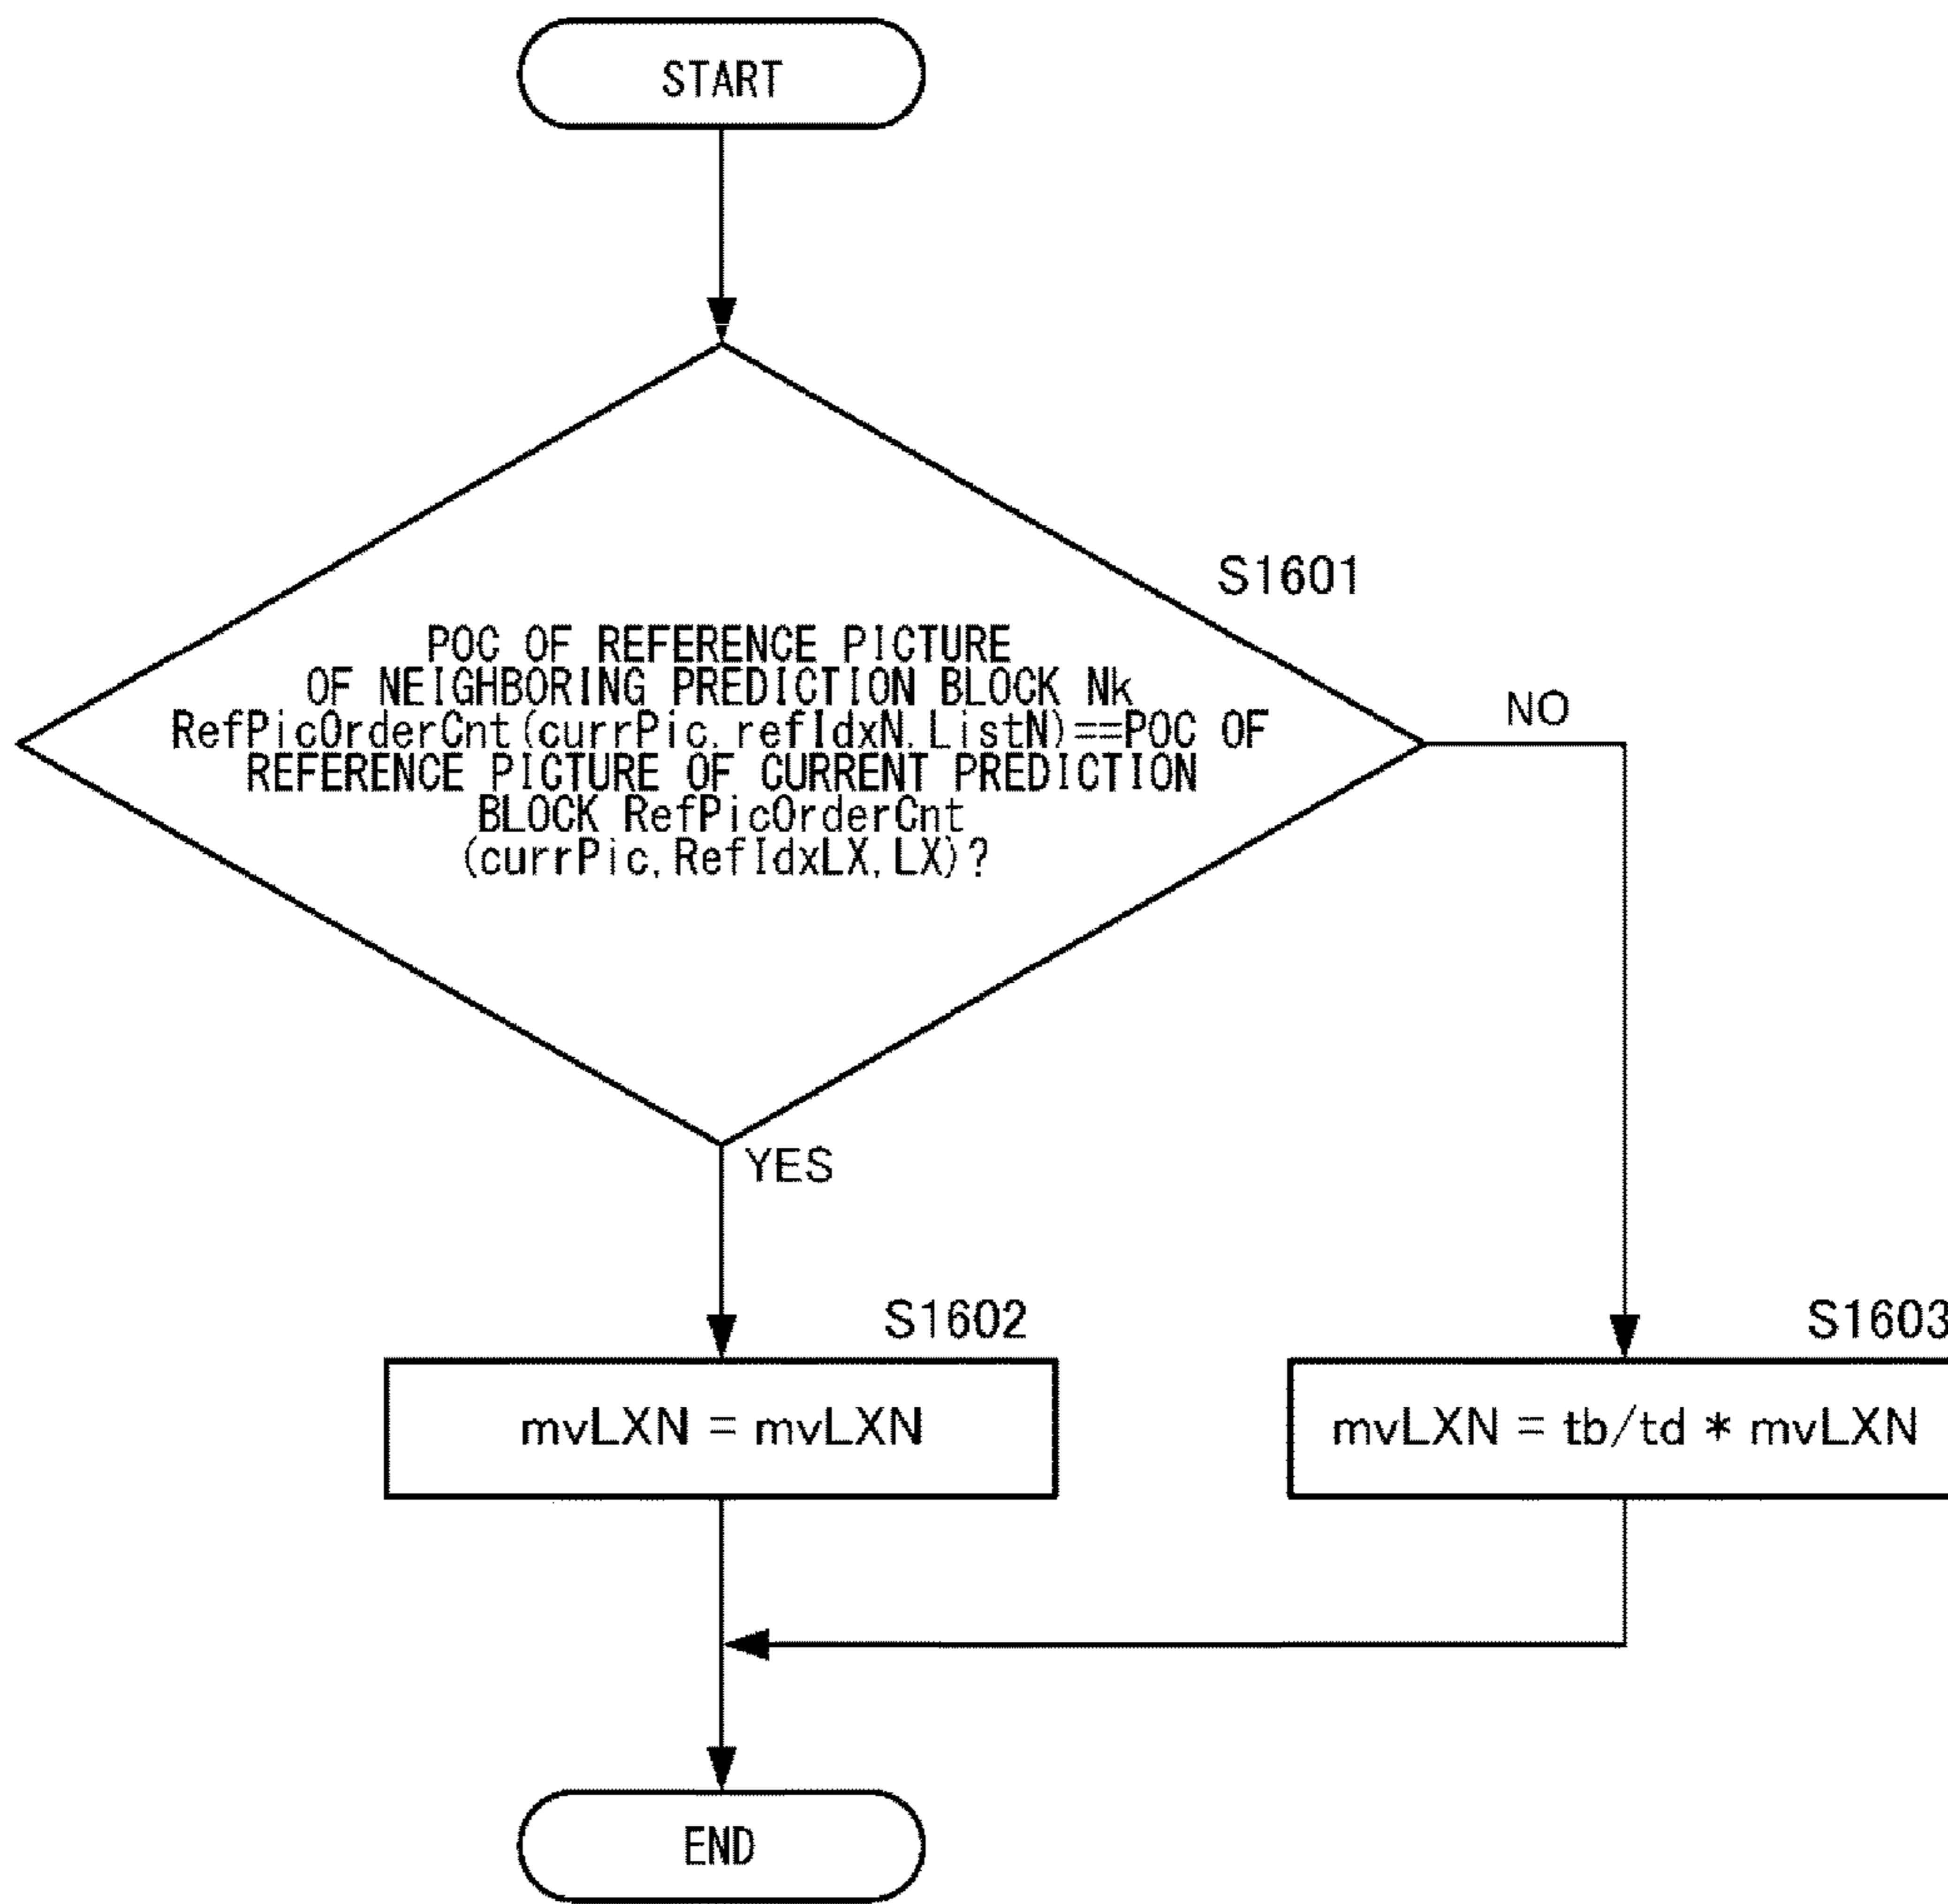 START
S1601
POC OF REFERENCE PICTURE
OF NEIGHBORING PREDICTION BLOCK Nk
RefPicOrderCnt(currPic,refIdxN,ListN)==POC OF
REFERENCE PICTURE OF CURRENT PREDICTION
BLOCK RefPicOrderCnt
(currPic,RefIdxLX,LX)?
NO
YES
S1602
S1603
mvLXN = mvLXN
mvLXN = tb/td * mvLXN
END